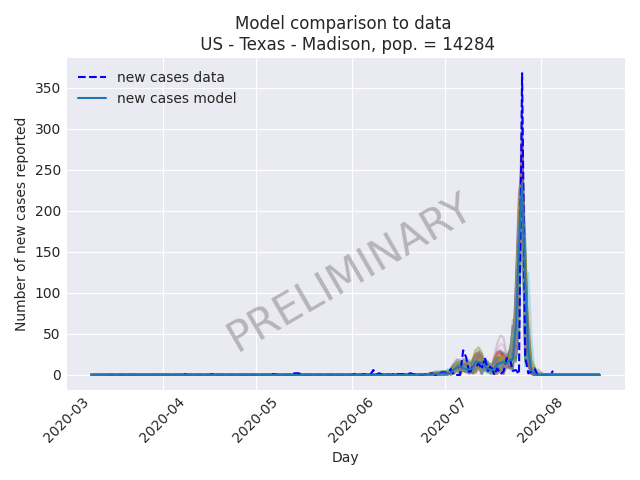 Model comparison to data
US - Texas - Madison, pop. = 14284
new cases data
new cases model
Number of new cases reported
350
300
250
200
150
100
50
0
PRELIMINARY
2020-03
2020-04
2020-05
2020-06
2020-07
2020-08
Day